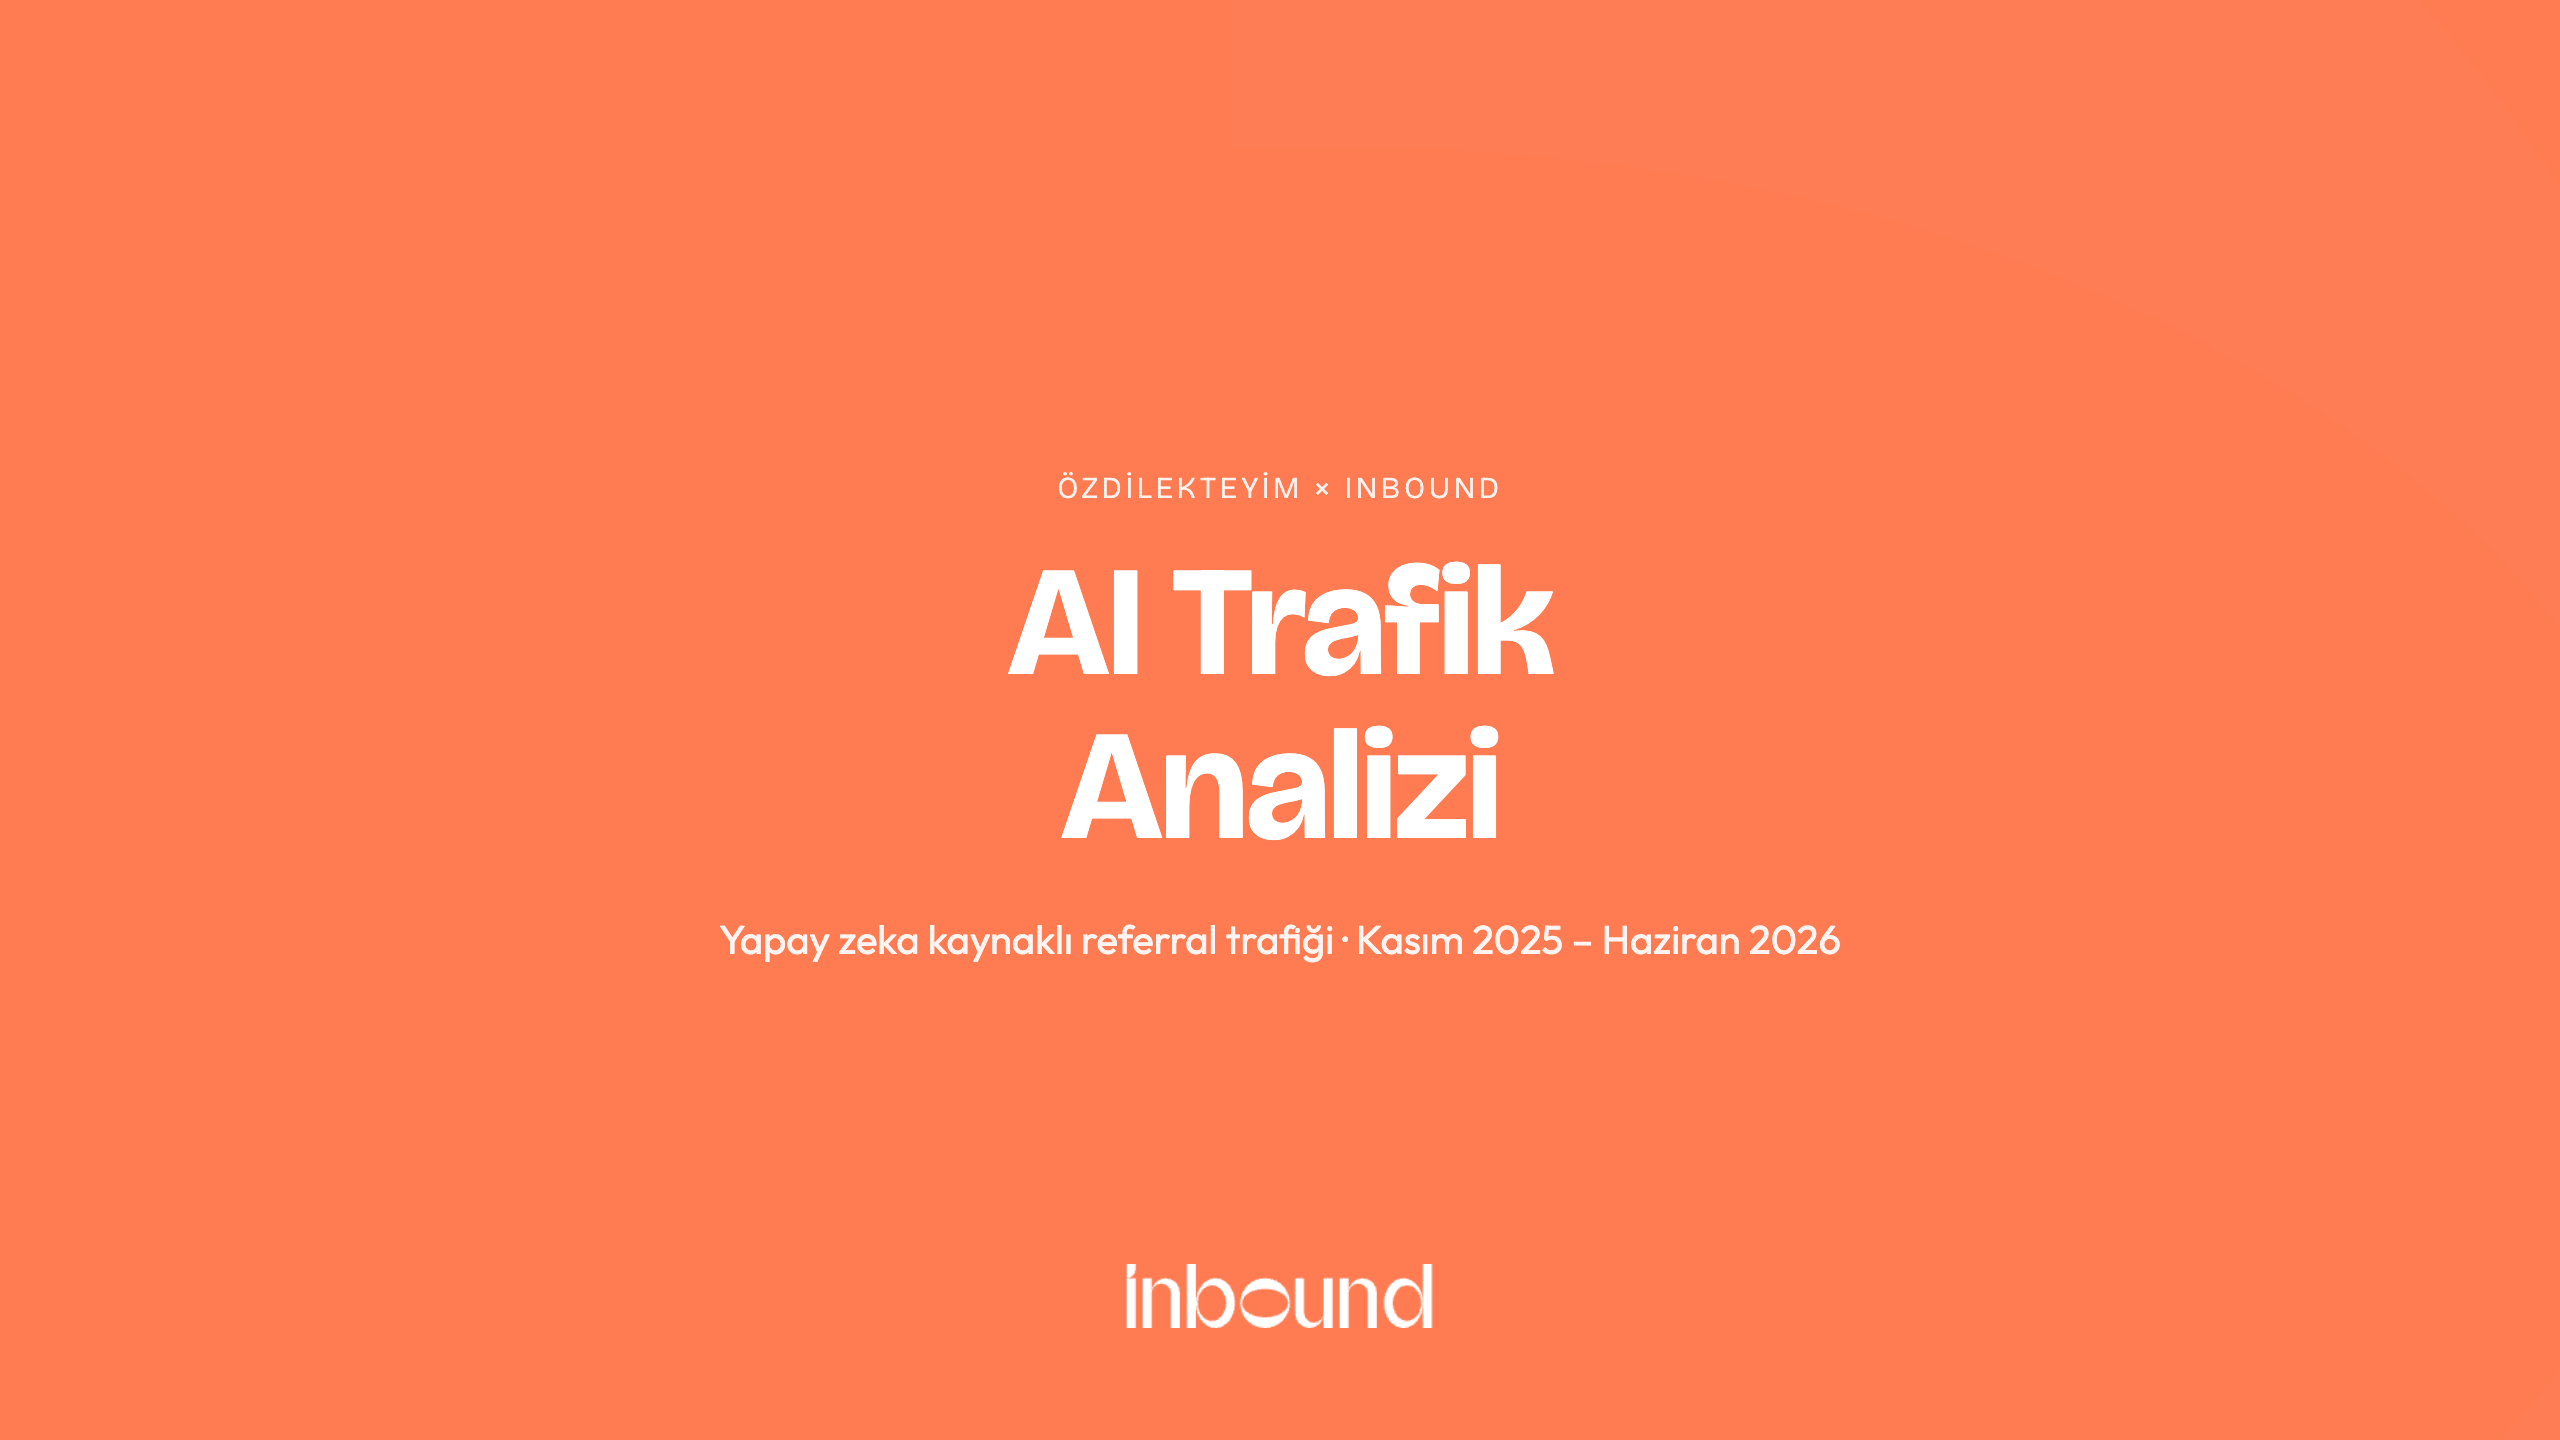 ÖZDİLEKTEYİM × INBOUND
AI Trafik
Analizi
Yapay zeka kaynaklı referral trafiği · Kasım 2025 – Haziran 2026
inbound